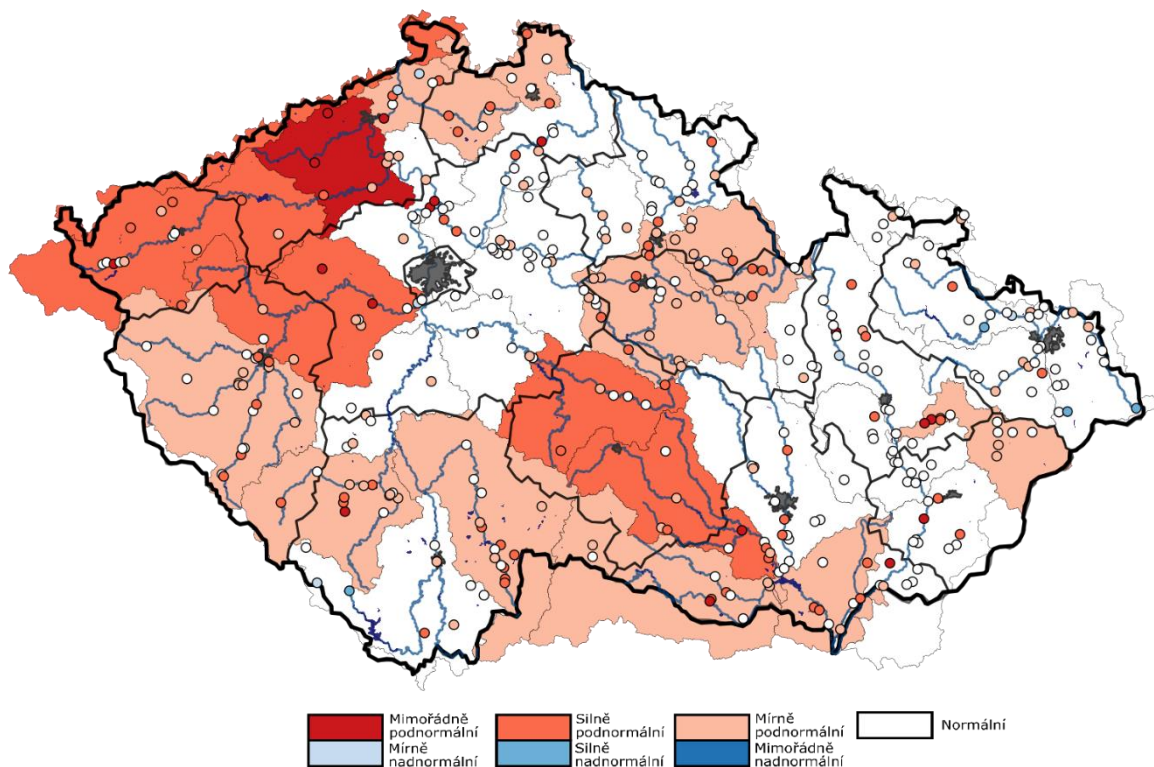 Mimořádně
podnormální
Silně
podnormální
Mírně
podnormální
Normální
Mírně
nadnormální
Silně
nadnormální
Mimořádně
nadnormální